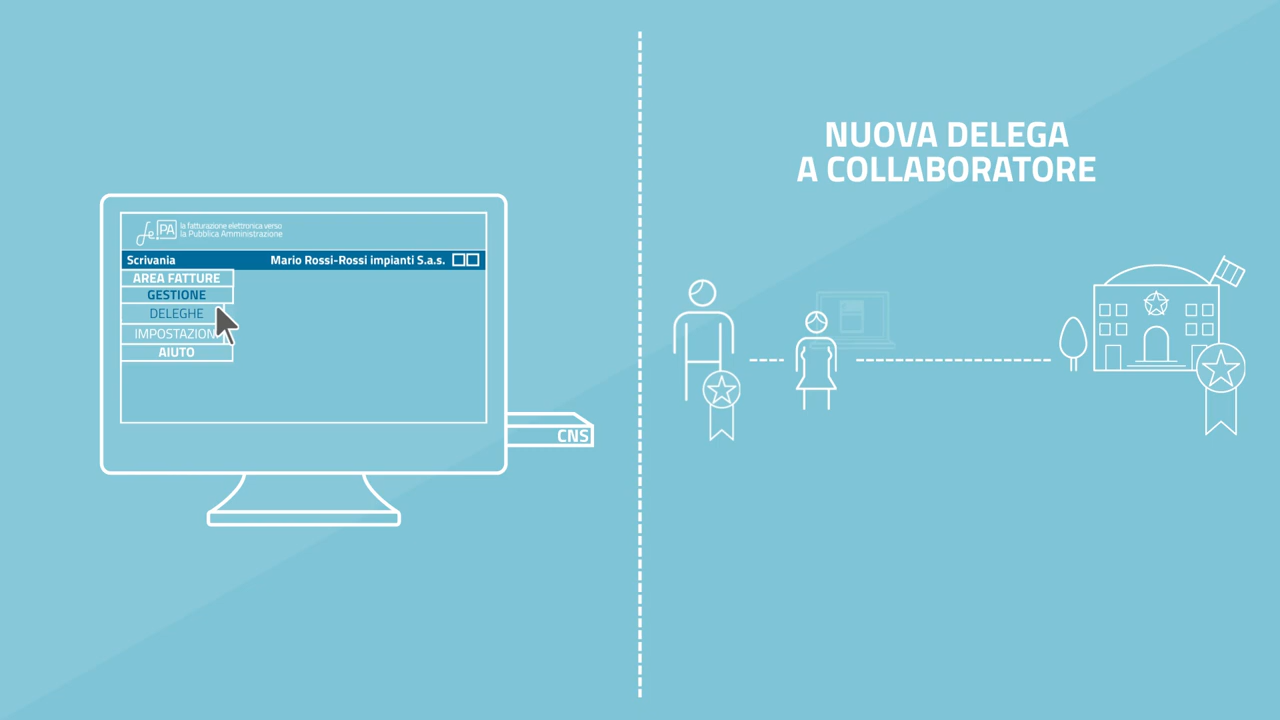 fe.PA
la fatturazione elettronica verso
la Pubblica Amministrazione
Scrivania Mario Rossi-Rossi impianti S.a.s.
AREA FATTURE
GESTIONE
DELEGHE
IMPOSTAZION
AIUTO
CNS
NUOVA DELEGA
A COLLABORATORE